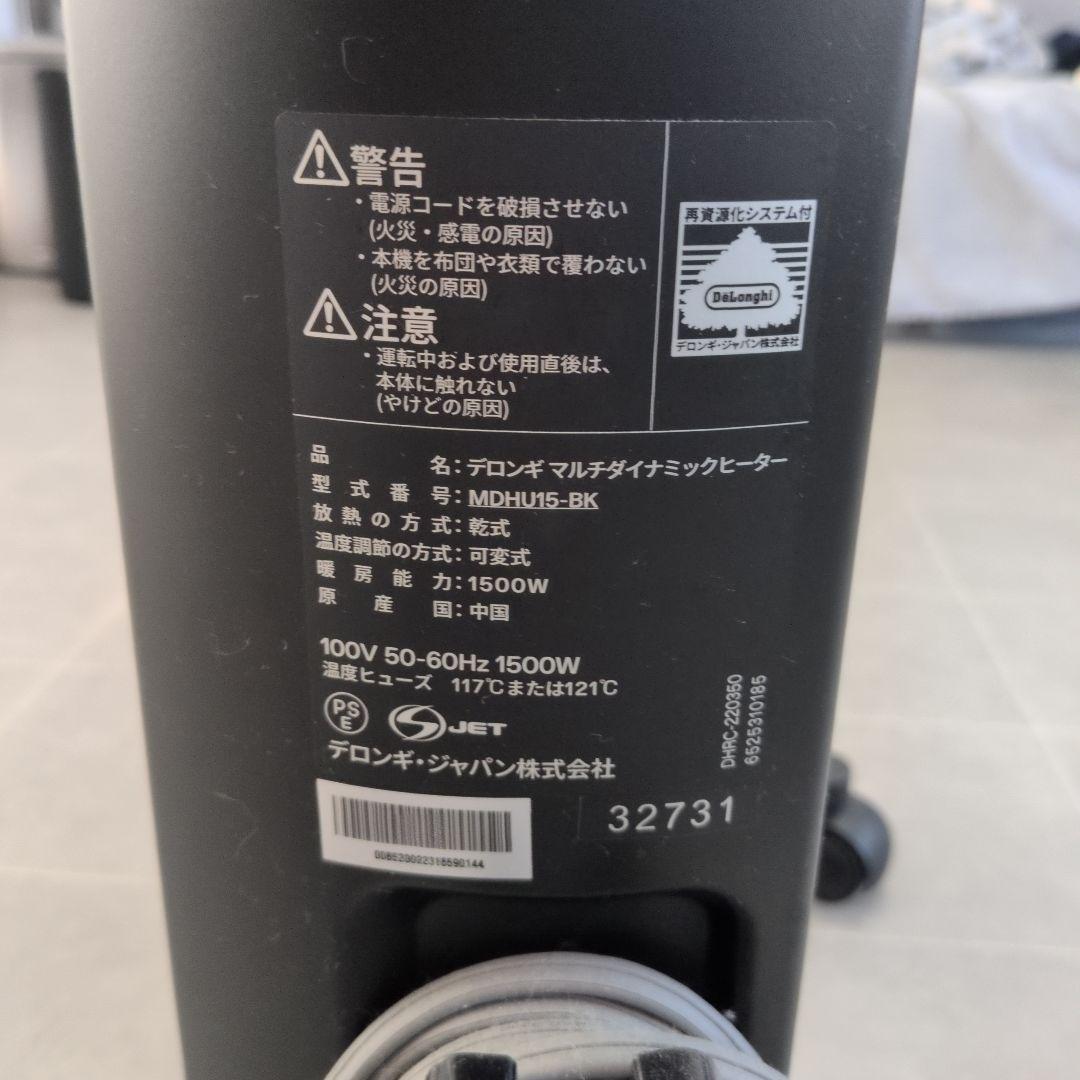 警告
・電源コードを破損させない
(火災・感電の原因)
・本機を布団や衣類で覆わない
(火災の原因)
注意
・運転中および使用直後は、
本体に触れない
(やけどの原因)
再資源化システム付
DeLonghi
デロンギ・ジャパン株式会社
品名：デロンギ マルチダイナミックヒーター
型式番号：MDHU15-BK
放熱の方式：乾式
温度調節の方式：可変式
暖房能力：1500W
原産国：中国
100V 50-60Hz 1500W
温度ヒューズ 117℃または121℃
PSE
JET
デロンギ・ジャパン株式会社
DHRC-220350
6525310185
32731